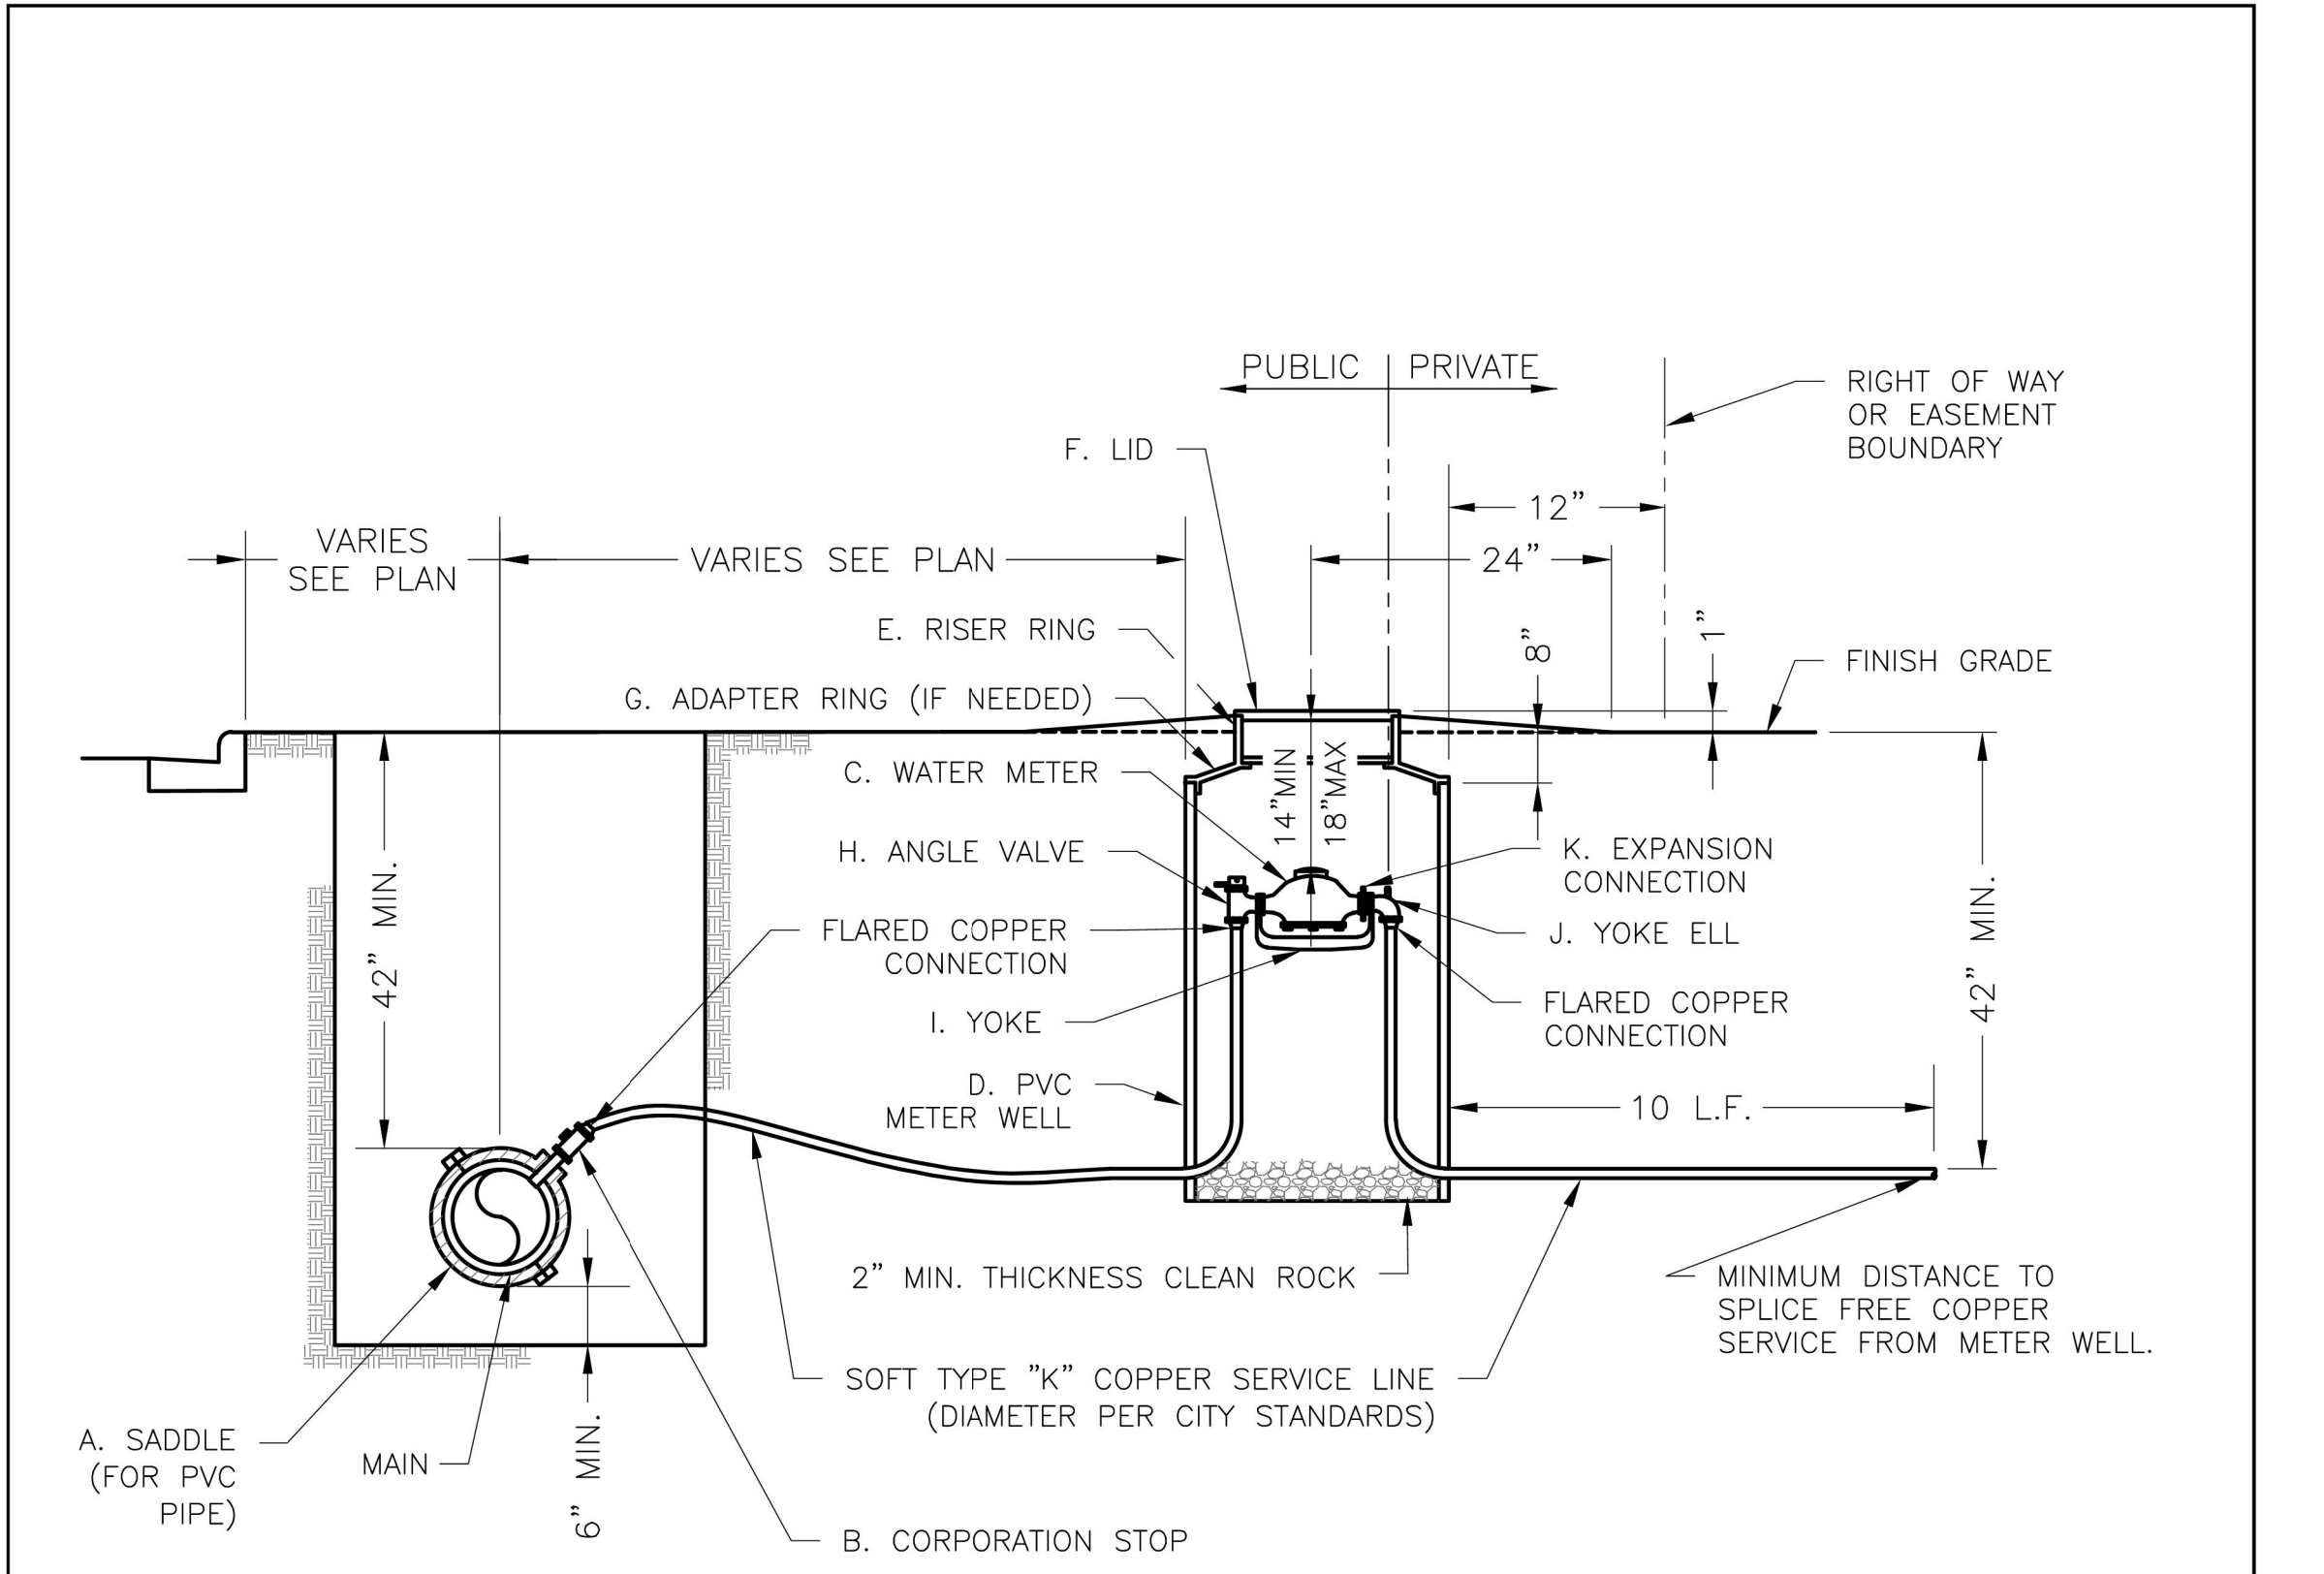 PUBLIC
PRIVATE
RIGHT OF WAY
OR EASEMENT
BOUNDARY
F. LID
12”
VARIES
SEE PLAN
VARIES SEE PLAN
24”
E. RISER RING
8”
1”
FINISH GRADE
G. ADAPTER RING (IF NEEDED)
C. WATER METER
14”MIN
18”MAX
H. ANGLE VALVE
K. EXPANSION
CONNECTION
42” MIN.
FLARED COPPER
CONNECTION
J. YOKE ELL
42” MIN.
I. YOKE
FLARED COPPER
CONNECTION
D. PVC
METER WELL
10 L.F.
2” MIN. THICKNESS CLEAN ROCK
MINIMUM DISTANCE TO
SPLICE FREE COPPER
SERVICE FROM METER WELL.
SOFT TYPE ”K” COPPER SERVICE LINE
(DIAMETER PER CITY STANDARDS)
A. SADDLE
(FOR PVC
PIPE)
MAIN
6” MIN.
B. CORPORATION STOP